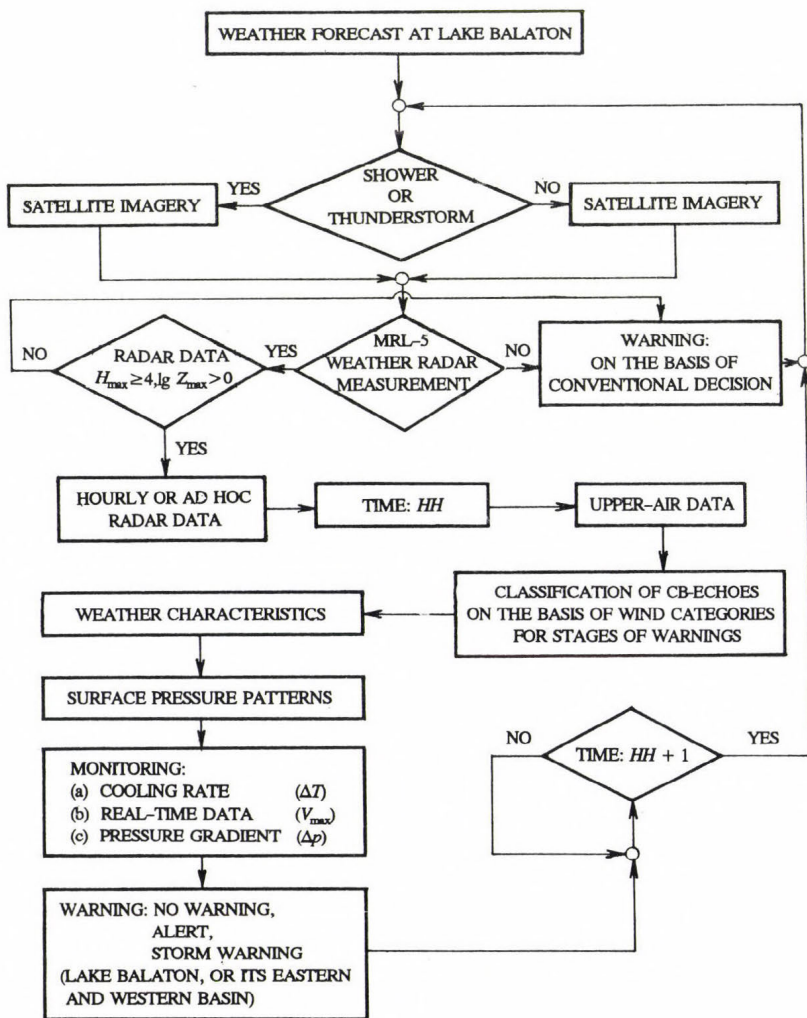 WEATHER FORECAST AT LAKE BALATON
SHOWER
OR
THUNDERSTORM
YES
NO
SATELLITE IMAGERY
SATELLITE IMAGERY
NO
RADAR DATA
H_max ≥ 4, lg Z_max > 0
YES
MRL–5
WEATHER RADAR
MEASUREMENT
NO
WARNING:
ON THE BASIS OF
CONVENTIONAL DECISION
YES
HOURLY OR AD HOC
RADAR DATA
TIME: HH
UPPER–AIR DATA
CLASSIFICATION OF CB-ECHOES
ON THE BASIS OF WIND CATEGORIES
FOR STAGES OF WARNINGS
WEATHER CHARACTERISTICS
SURFACE PRESSURE PATTERNS
MONITORING:
(a) COOLING RATE (ΔT)
(b) REAL–TIME DATA (V_max)
(c) PRESSURE GRADIENT (Δp)
NO
TIME: HH + 1
YES
WARNING: NO WARNING,
ALERT,
STORM WARNING
(LAKE BALATON, OR ITS EASTERN
AND WESTERN BASIN)